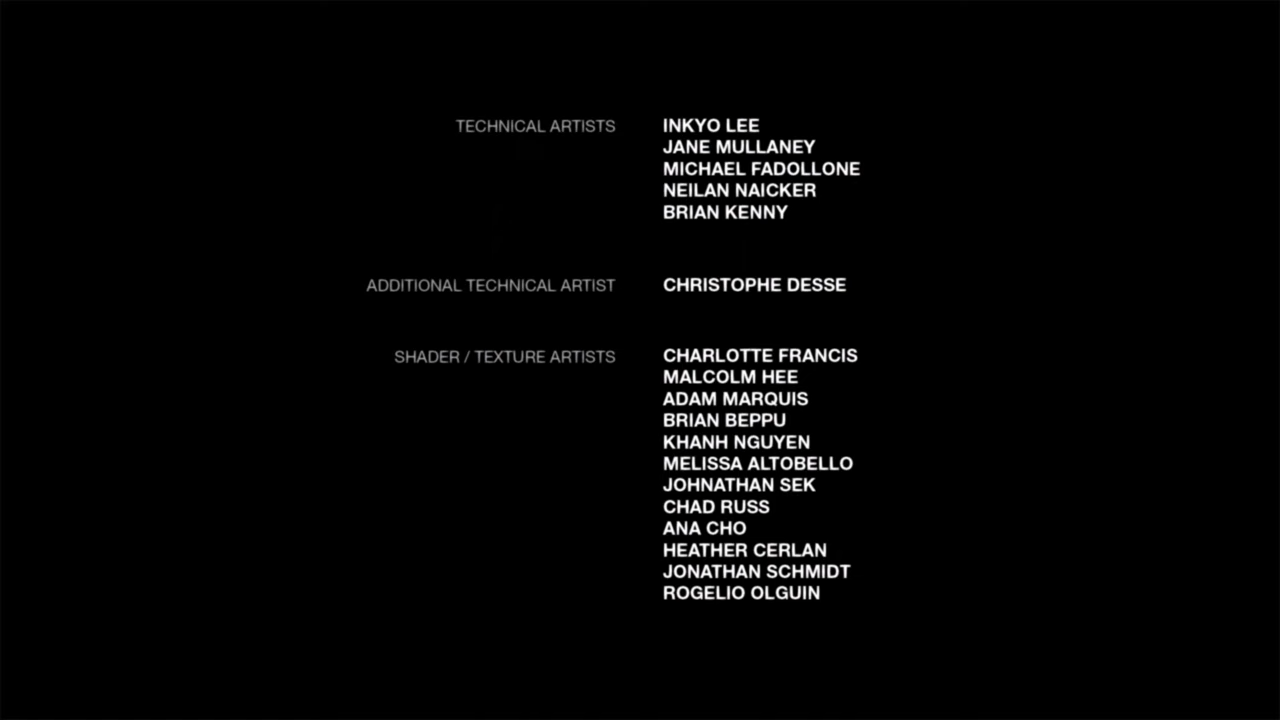 TECHNICAL ARTISTS INKYO LEE
JANE MULLANEY
MICHAEL FADOLLONE
NEILAN NAICKER
BRIAN KENNY
ADDITIONAL TECHNICAL ARTIST CHRISTOPHE DESSE
SHADER / TEXTURE ARTISTS CHARLOTTE FRANCIS
MALCOLM HEE
ADAM MARQUIS
BRIAN BEPPU
KHANH NGUYEN
MELISSA ALTOBELLO
JOHNATHAN SEK
CHAD RUSS
ANA CHO
HEATHER CERLAN
JONATHAN SCHMIDT
ROGELIO OLGUIN